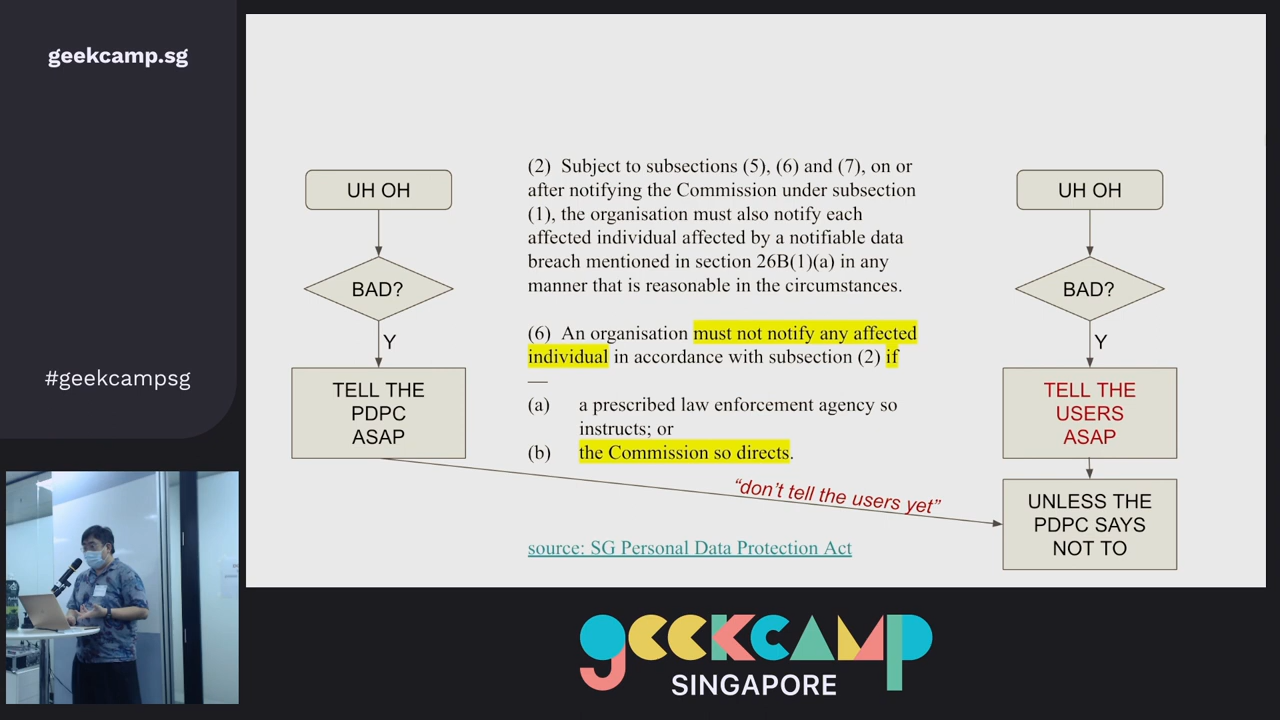 geekcamp.sg
#geekcampsg
UH OH
BAD?
Y
TELL THE
PDPC
ASAP
(2) Subject to subsections (5), (6) and (7), on or
after notifying the Commission under subsection
(1), the organisation must also notify each
affected individual affected by a notifiable data
breach mentioned in section 26B(1)(a) in any
manner that is reasonable in the circumstances.
(6) An organisation must not notify any affected
individual in accordance with subsection (2) if
—
(a) a prescribed law enforcement agency so
instructs; or
(b) the Commission so directs.
“don't tell the users yet”
source: SG Personal Data Protection Act
UH OH
BAD?
Y
TELL THE
USERS
ASAP
UNLESS THE
PDPC SAYS
NOT TO
geekcamp
SINGAPORE